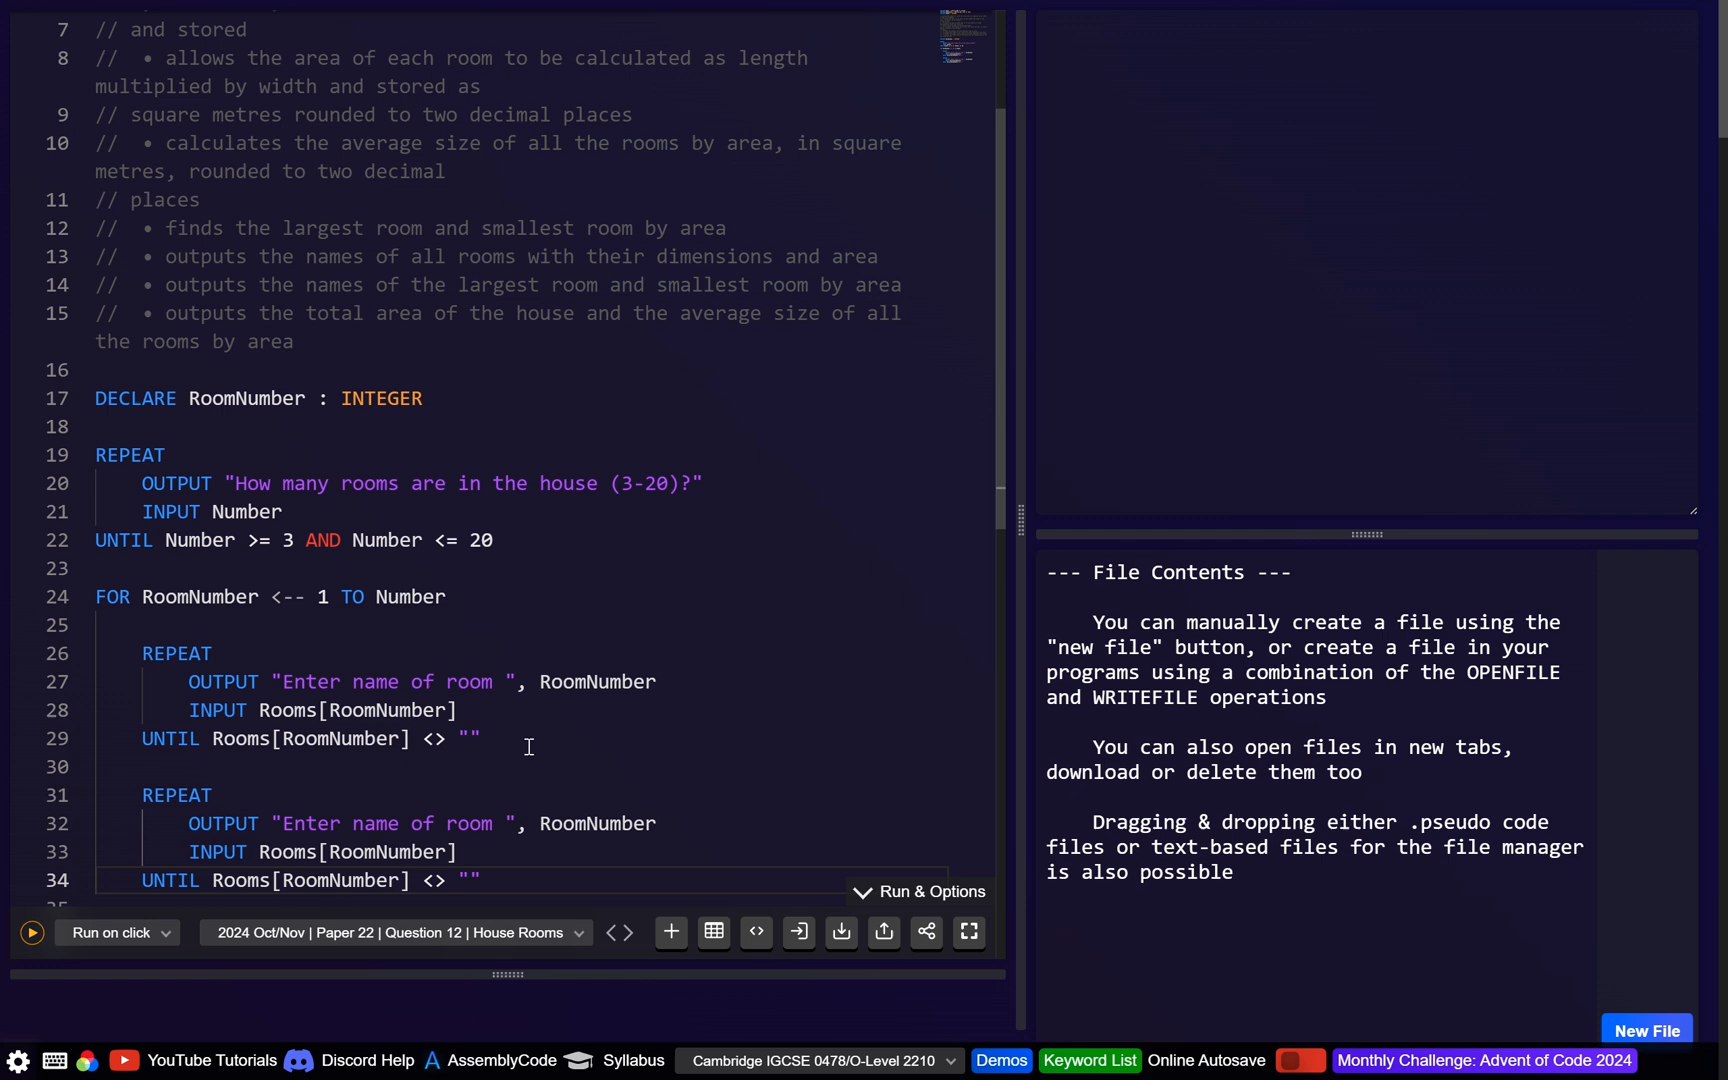 7 // and stored
8 // • allows the area of each room to be calculated as length
multiplied by width and stored as
9 // square metres rounded to two decimal places
10 // • calculates the average size of all the rooms by area, in square
metres, rounded to two decimal
11 // places
12 // • finds the largest room and smallest room by area
13 // • outputs the names of all rooms with their dimensions and area
14 // • outputs the names of the largest room and smallest room by area
15 // • outputs the total area of the house and the average size of all
the rooms by area
16
17 DECLARE RoomNumber : INTEGER
18
19 REPEAT
20 OUTPUT "How many rooms are in the house (3-20)?"
21 INPUT Number
22 UNTIL Number >= 3 AND Number <= 20
23
24 FOR RoomNumber <-- 1 TO Number
25
26 REPEAT
27 OUTPUT "Enter name of room ", RoomNumber
28 INPUT Rooms[RoomNumber]
29 UNTIL Rooms[RoomNumber] <> ""
30
31 REPEAT
32 OUTPUT "Enter name of room ", RoomNumber
33 INPUT Rooms[RoomNumber]
34 UNTIL Rooms[RoomNumber] <> ""
Run & Options
Run on click
2024 Oct/Nov | Paper 22 | Question 12 | House Rooms
--- File Contents ---
You can manually create a file using the
"new file" button, or create a file in your
programs using a combination of the OPENFILE
and WRITEFILE operations
You can also open files in new tabs,
download or delete them too
Dragging & dropping either .pseudo code
files or text-based files for the file manager
is also possible
New File
YouTube Tutorials Discord Help AssemblyCode Syllabus Cambridge IGCSE 0478/O-Level 2210 Demos Keyword List Online Autosave Monthly Challenge: Advent of Code 2024